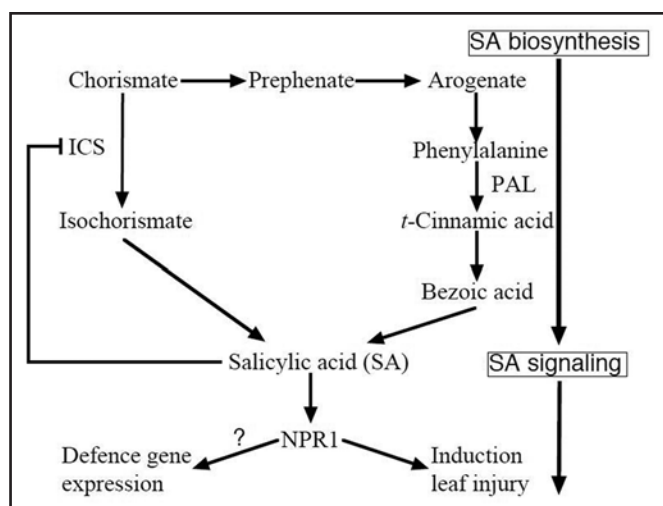 SA biosynthesis
Chorismate Prephenate Arogenate
ICS
Phenylalanine
PAL
Isochorismate
t-Cinnamic acid
Bezoic acid
Salicylic acid (SA)
SA signaling
?
NPR1
Defence gene
expression
Induction
leaf injury